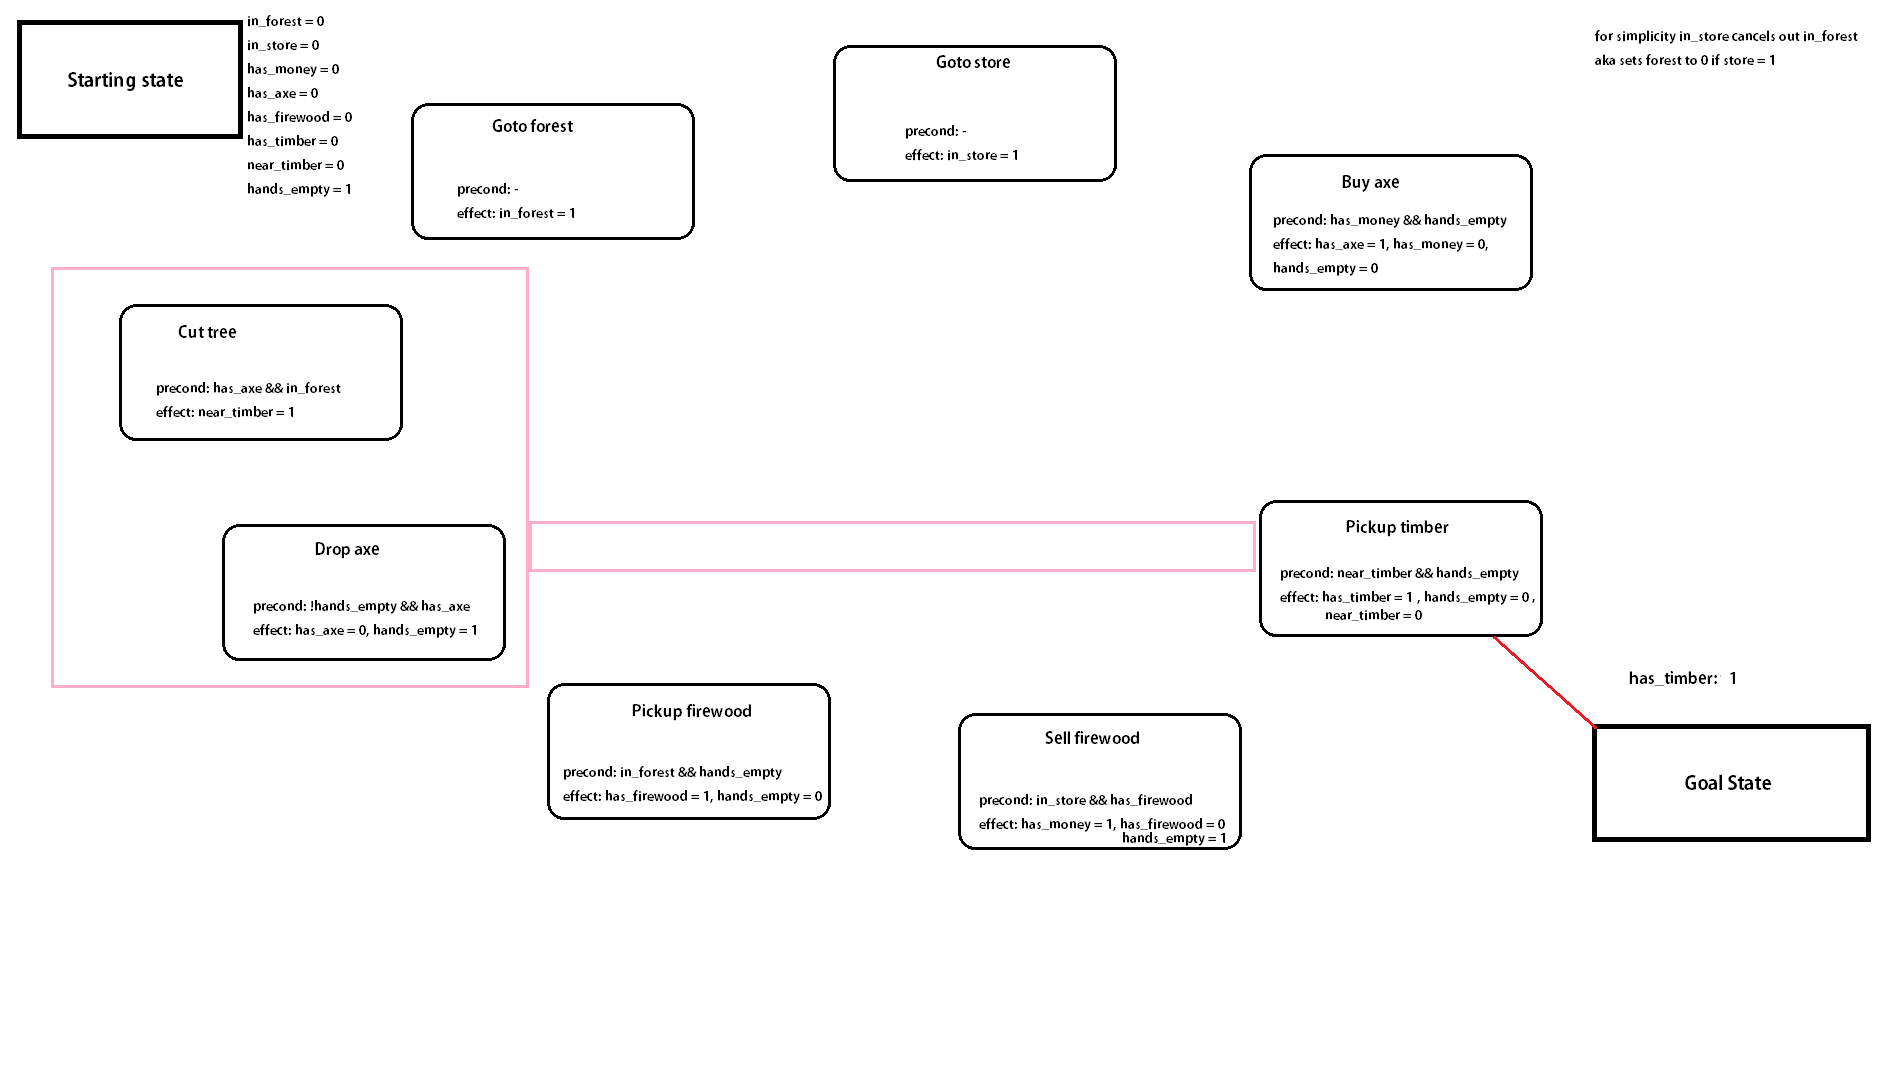 Starting state
in_forest = 0
in_store = 0
has_money = 0
has_axe = 0
has_firewood = 0
has_timber = 0
near_timber = 0
hands_empty = 1
Goto forest
precond: -
effect: in_forest = 1
Goto store
precond: -
effect: in_store = 1
for simplicity in_store cancels out in_forest
aka sets forest to 0 if store = 1
Buy axe
precond: has_money && hands_empty
effect: has_axe = 1, has_money = 0,
hands_empty = 0
Cut tree
precond: has_axe && in_forest
effect: near_timber = 1
Drop axe
precond: !hands_empty && has_axe
effect: has_axe = 0, hands_empty = 1
Pickup timber
precond: near_timber && hands_empty
effect: has_timber = 1 , hands_empty = 0 ,
near_timber = 0
Pickup firewood
precond: in_forest && hands_empty
effect: has_firewood = 1, hands_empty = 0
Sell firewood
precond: in_store && has_firewood
effect: has_money = 1, has_firewood = 0
hands_empty = 1
has_timber: 1
Goal State